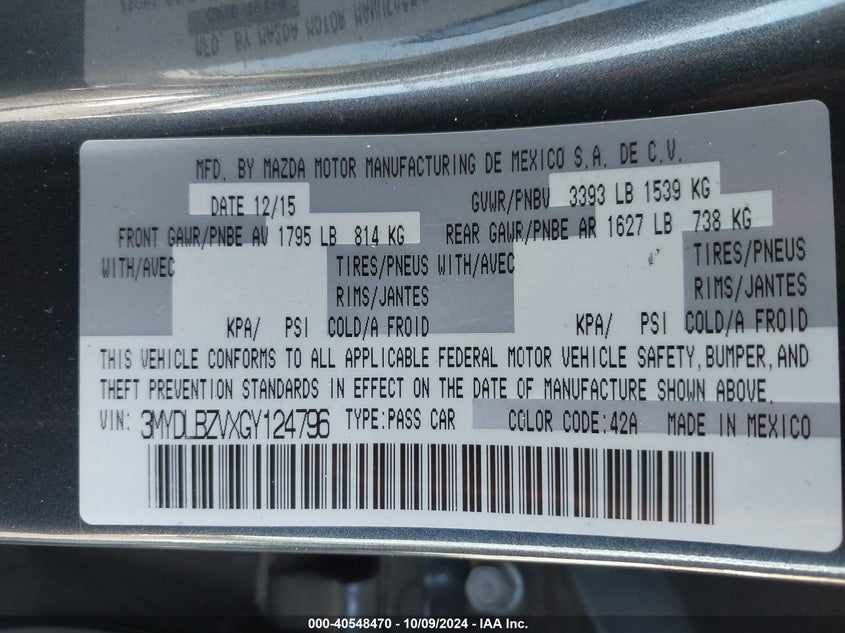 MFD. BY MAZDA MOTOR MANUFACTURING DE MEXICO S.A. DE C.V.
DATE 12/15 GVWR/PNBV 3393 LB 1539 KG
FRONT GAWR/PNBE AV 1795 LB 814 KG REAR GAWR/PNBE AR 1627 LB 738 KG
WITH/AVEC TIRES/PNEUS WITH/AVEC TIRES/PNEUS
RIMS/JANTES RIMS/JANTES
KPA/ PSI COLD/A FROID KPA/ PSI COLD/A FROID
THIS VEHICLE CONFORMS TO ALL APPLICABLE FEDERAL MOTOR VEHICLE SAFETY, BUMPER, AND
THEFT PREVENTION STANDARDS IN EFFECT ON THE DATE OF MANUFACTURE SHOWN ABOVE.
VIN: 3MYDLBZVXGY124796 TYPE:PASS CAR COLOR CODE:42A MADE IN MEXICO
000-40548470 - 10/09/2024 - IAA Inc.